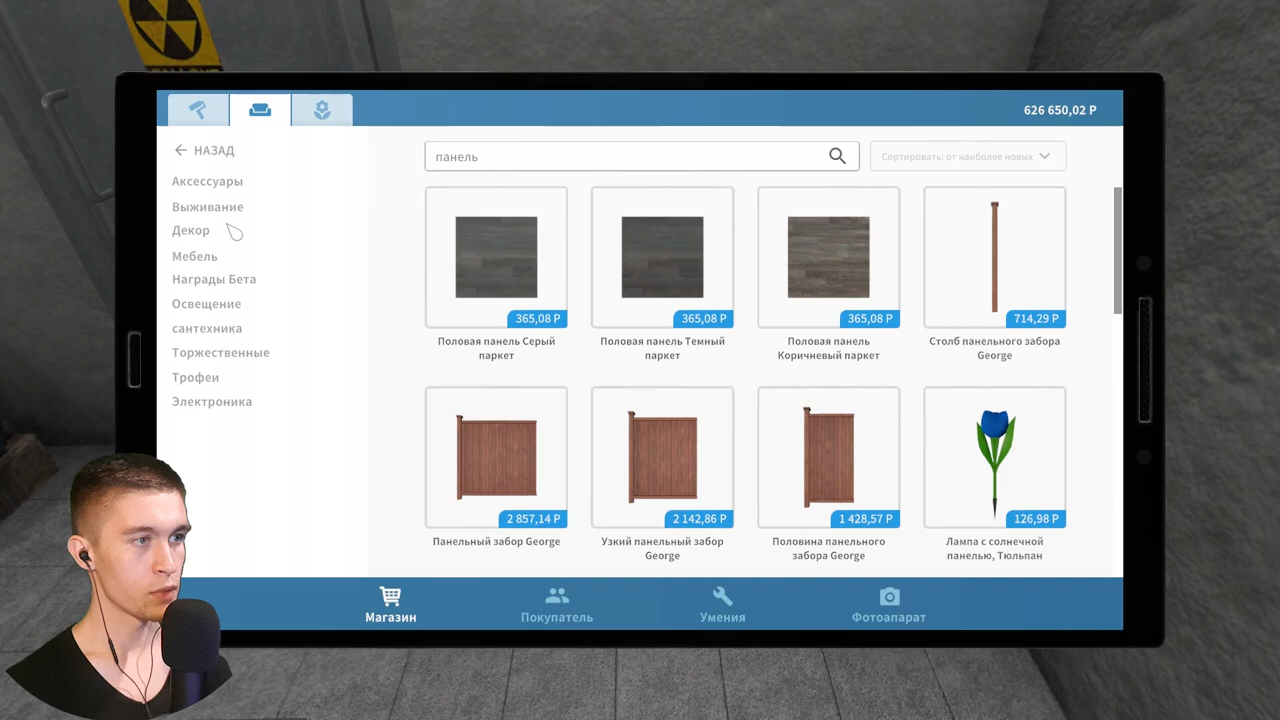 626 650,02 Р
НАЗАД
Аксессуары
Выживание
Декор
Мебель
Награды Бета
Освещение
сантехника
Торжественные
Трофеи
Электроника
панель
Сортировать: от наиболее новых
365,08 Р
Половая панель Серый
паркет
365,08 Р
Половая панель Темный
паркет
365,08 Р
Половая панель
Коричневый паркет
714,29 Р
Столб панельного забора
George
2 857,14 Р
Панельный забор George
2 142,86 Р
Узкий панельный забор
George
1 428,57 Р
Половина панельного
забора George
126,98 Р
Лампа с солнечной
панелью, Тюльпан
Магазин
Покупатель
Умения
Фотоапарат